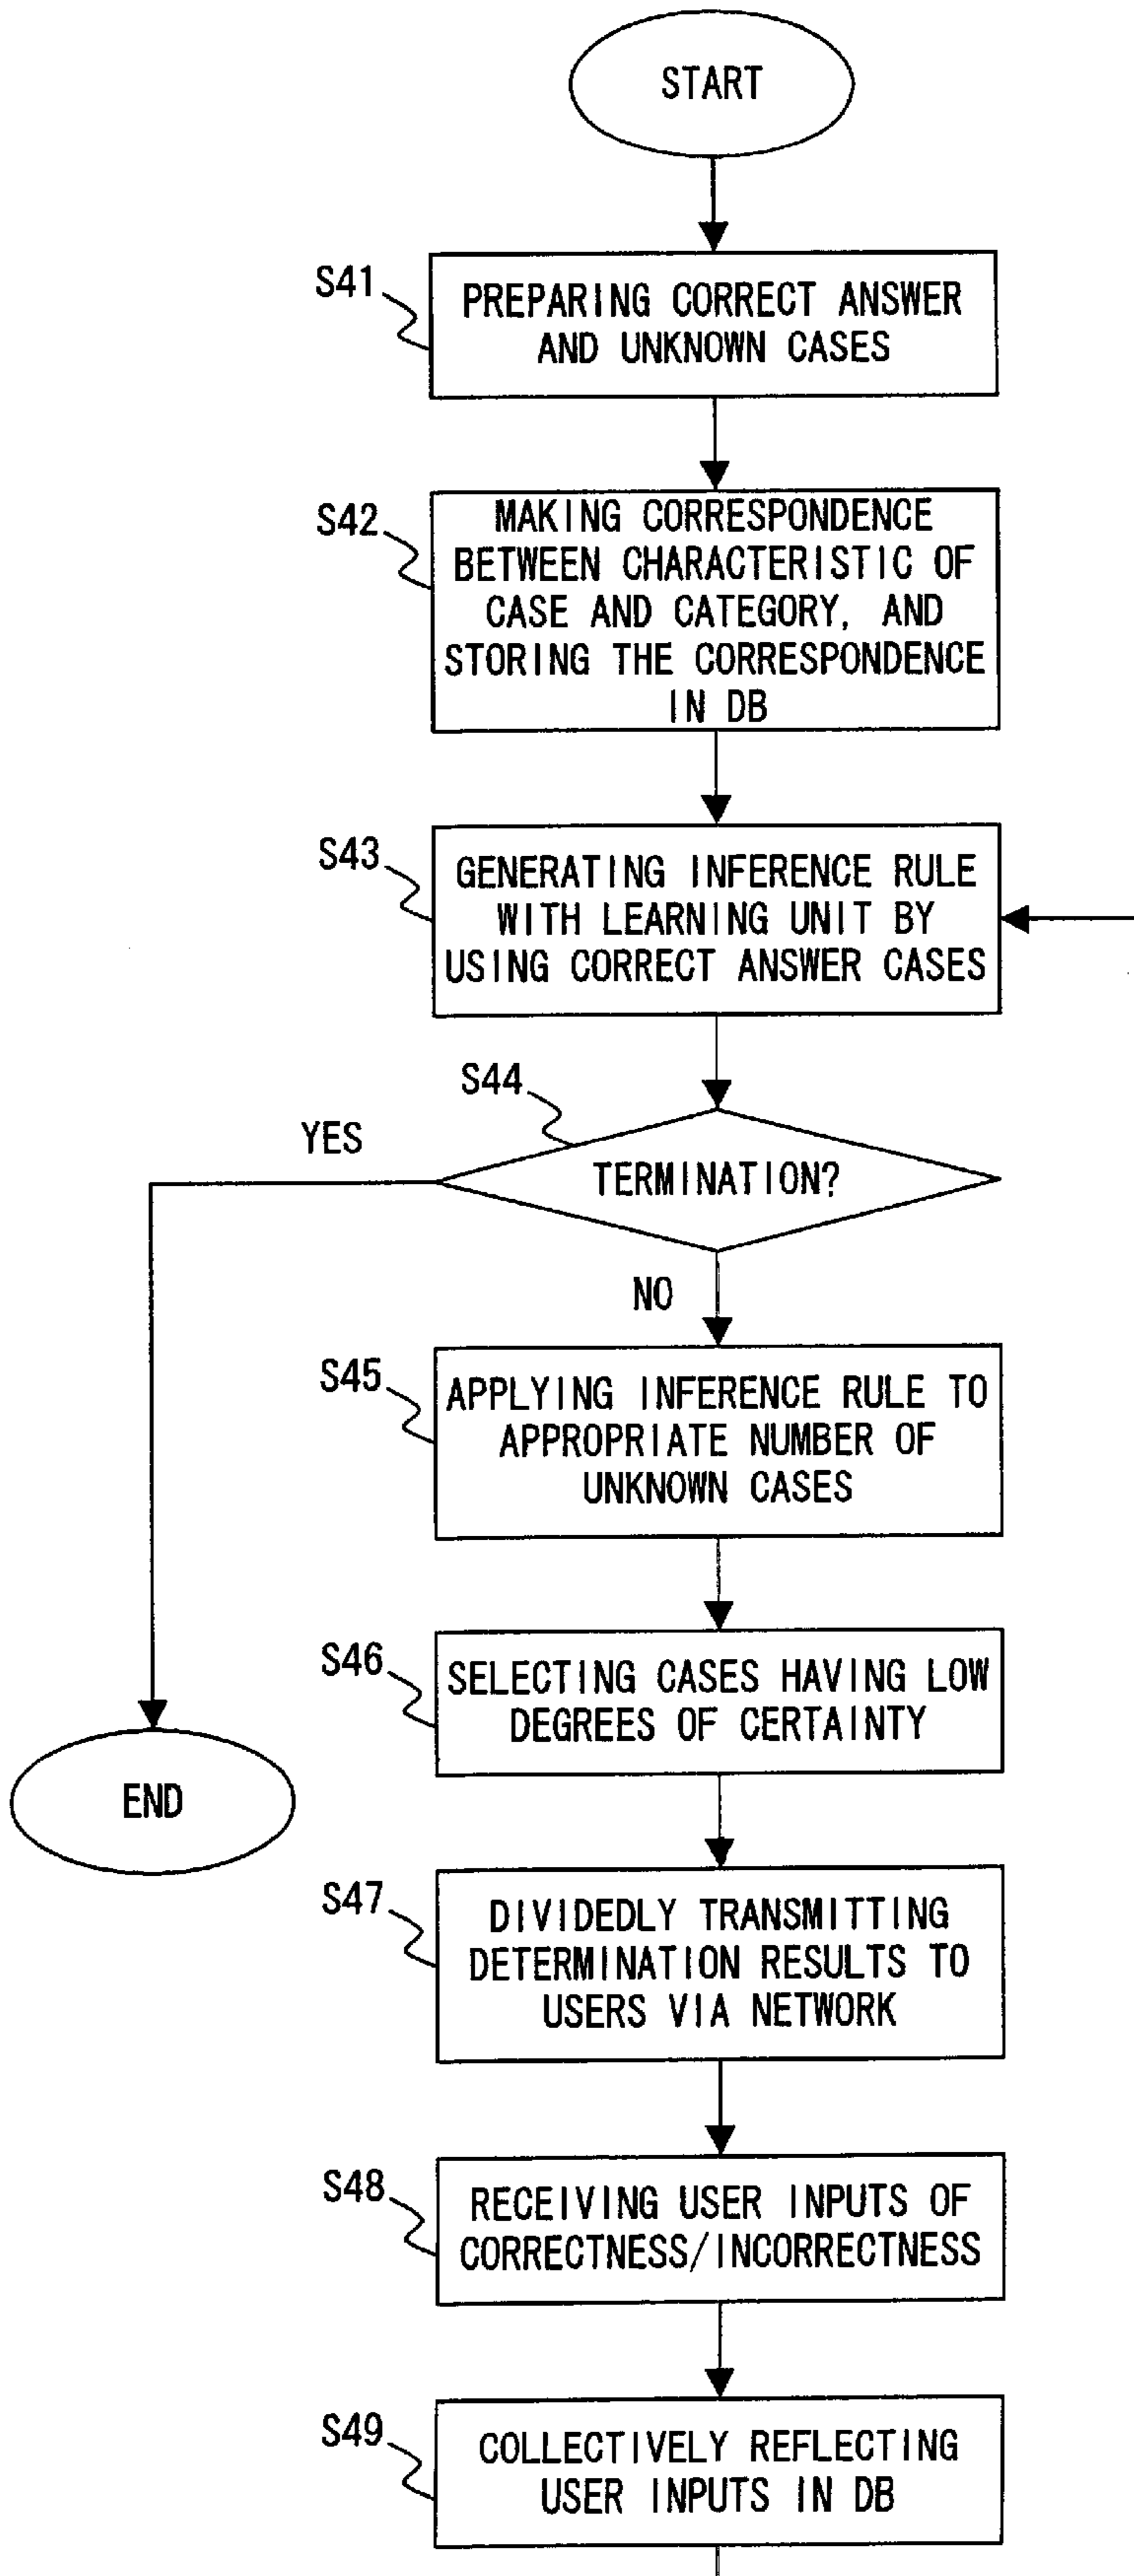 START
S41
PREPARING CORRECT ANSWER
AND UNKNOWN CASES
S42
MAKING CORRESPONDENCE
BETWEEN CHARACTERISTIC OF
CASE AND CATEGORY, AND
STORING THE CORRESPONDENCE
IN DB
S43
GENERATING INFERENCE RULE
WITH LEARNING UNIT BY
USING CORRECT ANSWER CASES
S44
YES
TERMINATION?
NO
S45
APPLYING INFERENCE RULE TO
APPROPRIATE NUMBER OF
UNKNOWN CASES
S46
SELECTING CASES HAVING LOW
DEGREES OF CERTAINTY
END
S47
DIVIDEDLY TRANSMITTING
DETERMINATION RESULTS TO
USERS VIA NETWORK
S48
RECEIVING USER INPUTS OF
CORRECTNESS/INCORRECTNESS
S49
COLLECTIVELY REFLECTING
USER INPUTS IN DB